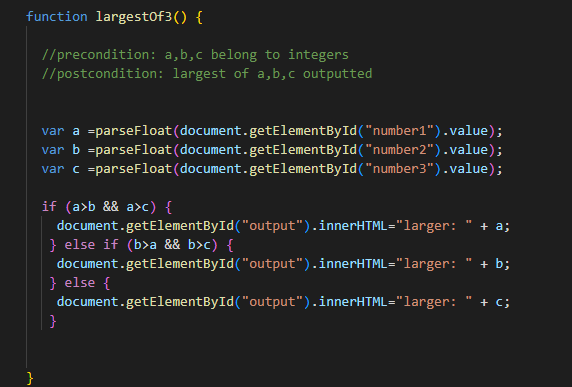 function largestOf3() {
//precondition: a,b,c belong to integers
//postcondition: largest of a,b,c outputted
var a =parseFloat(document.getElementById("number1").value);
var b =parseFloat(document.getElementById("number2").value);
var c =parseFloat(document.getElementById("number3").value);
if (a>b && a>c) {
document.getElementById("output").innerHTML="larger: " + a;
} else if (b>a && b>c) {
document.getElementById("output").innerHTML="larger: " + b;
} else {
document.getElementById("output").innerHTML="larger: " + c;
}
}